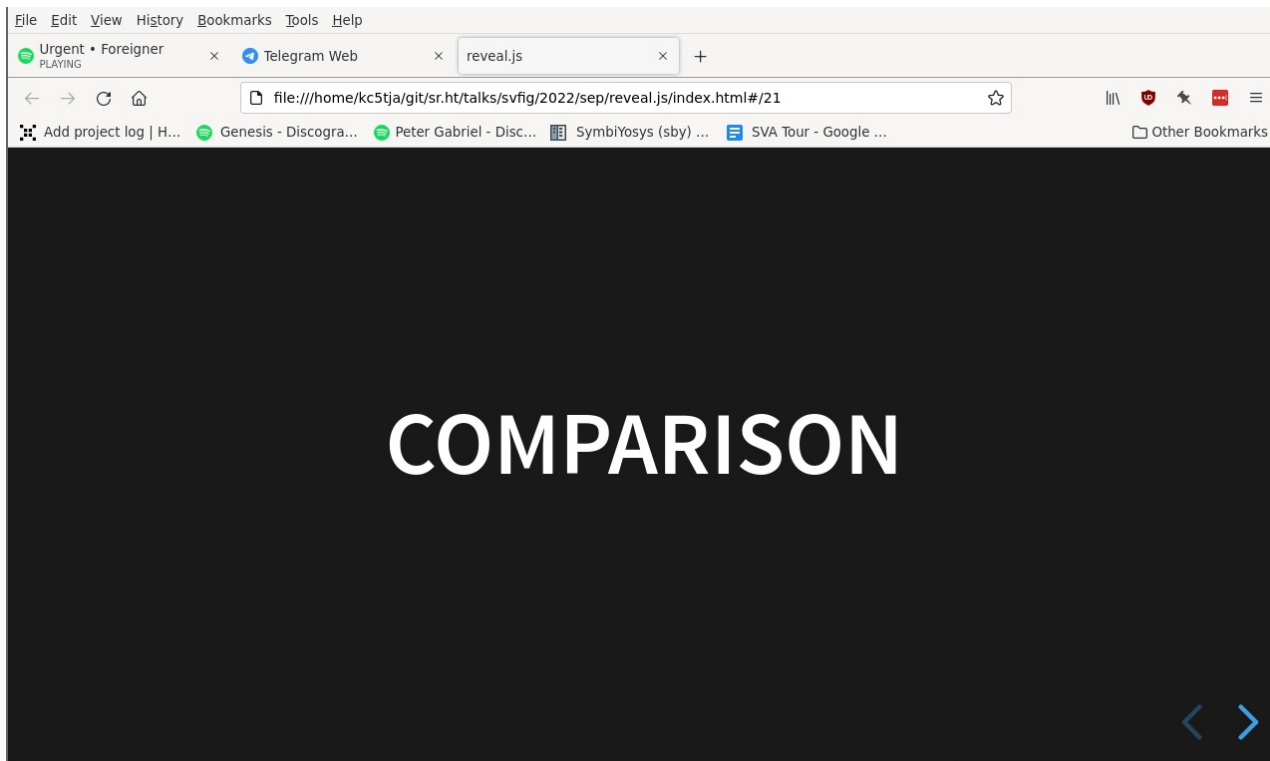 File Edit View History Bookmarks Tools Help
Urgent • Foreigner
PLAYING
Telegram Web
reveal.js
file:///home/kc5tja/git/sr.ht/talks/svfig/2022/sep/reveal.js/index.html#/21
Add project log | H... Genesis - Discogra... Peter Gabriel - Disc... SymbiYosys (sby) ... SVA Tour - Google ... Other Bookmarks
COMPARISON